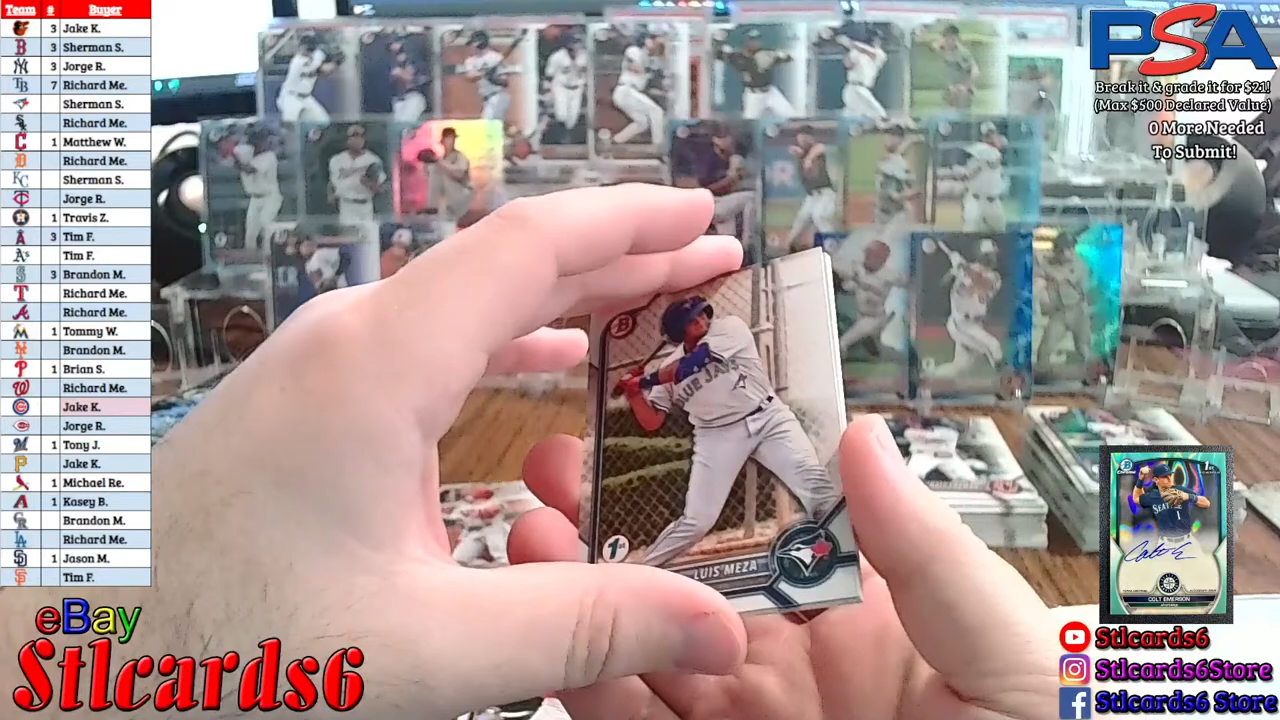 Team # Buyer
3 Jake K.
3 Sherman S.
3 Jorge R.
7 Richard Me.
Sherman S.
Richard Me.
1 Matthew W.
Richard Me.
Sherman S.
Jorge R.
1 Travis Z.
3 Tim F.
Tim F.
3 Brandon M.
Richard Me.
Richard Me.
1 Tommy W.
Brandon M.
1 Brian S.
Richard Me.
Jake K.
Jorge R.
1 Tony J.
Jake K.
1 Michael Re.
1 Kasey B.
Brandon M.
Richard Me.
1 Jason M.
Tim F.
eBay
Stlcards6
BLUE JAYS
1st
LUIS MEZA
PSA
Break it & grade it for $21!
(Max $500 Declared Value)
0 More Needed
To Submit!
SEATTLE
1
COLT EMERSON
Stlcards6
Stlcards6Store
Stlcards6 Store